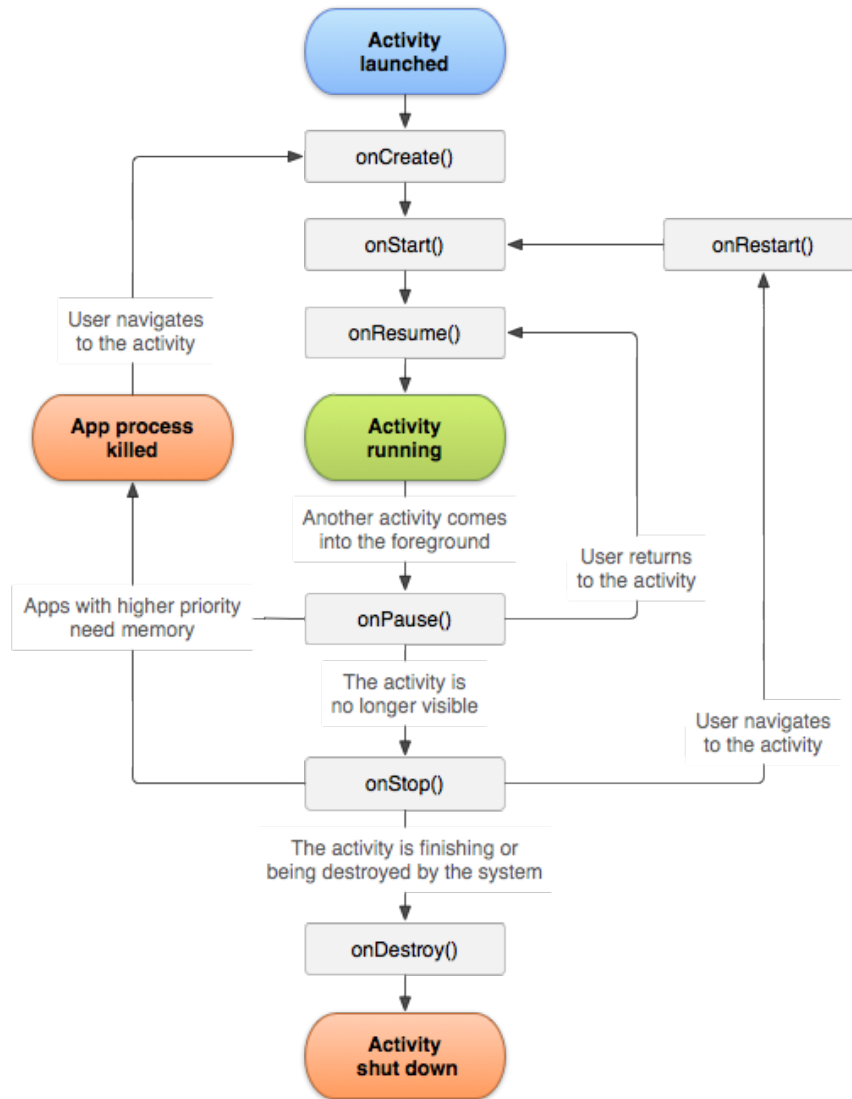 Activity
launched
onCreate()
onStart()
onRestart()
User navigates
to the activity
onResume()
App process
killed
Activity
running
Another activity comes
into the foreground
User returns
to the activity
Apps with higher priority
need memory
onPause()
The activity is
no longer visible
User navigates
to the activity
onStop()
The activity is finishing or
being destroyed by the system
onDestroy()
Activity
shut down